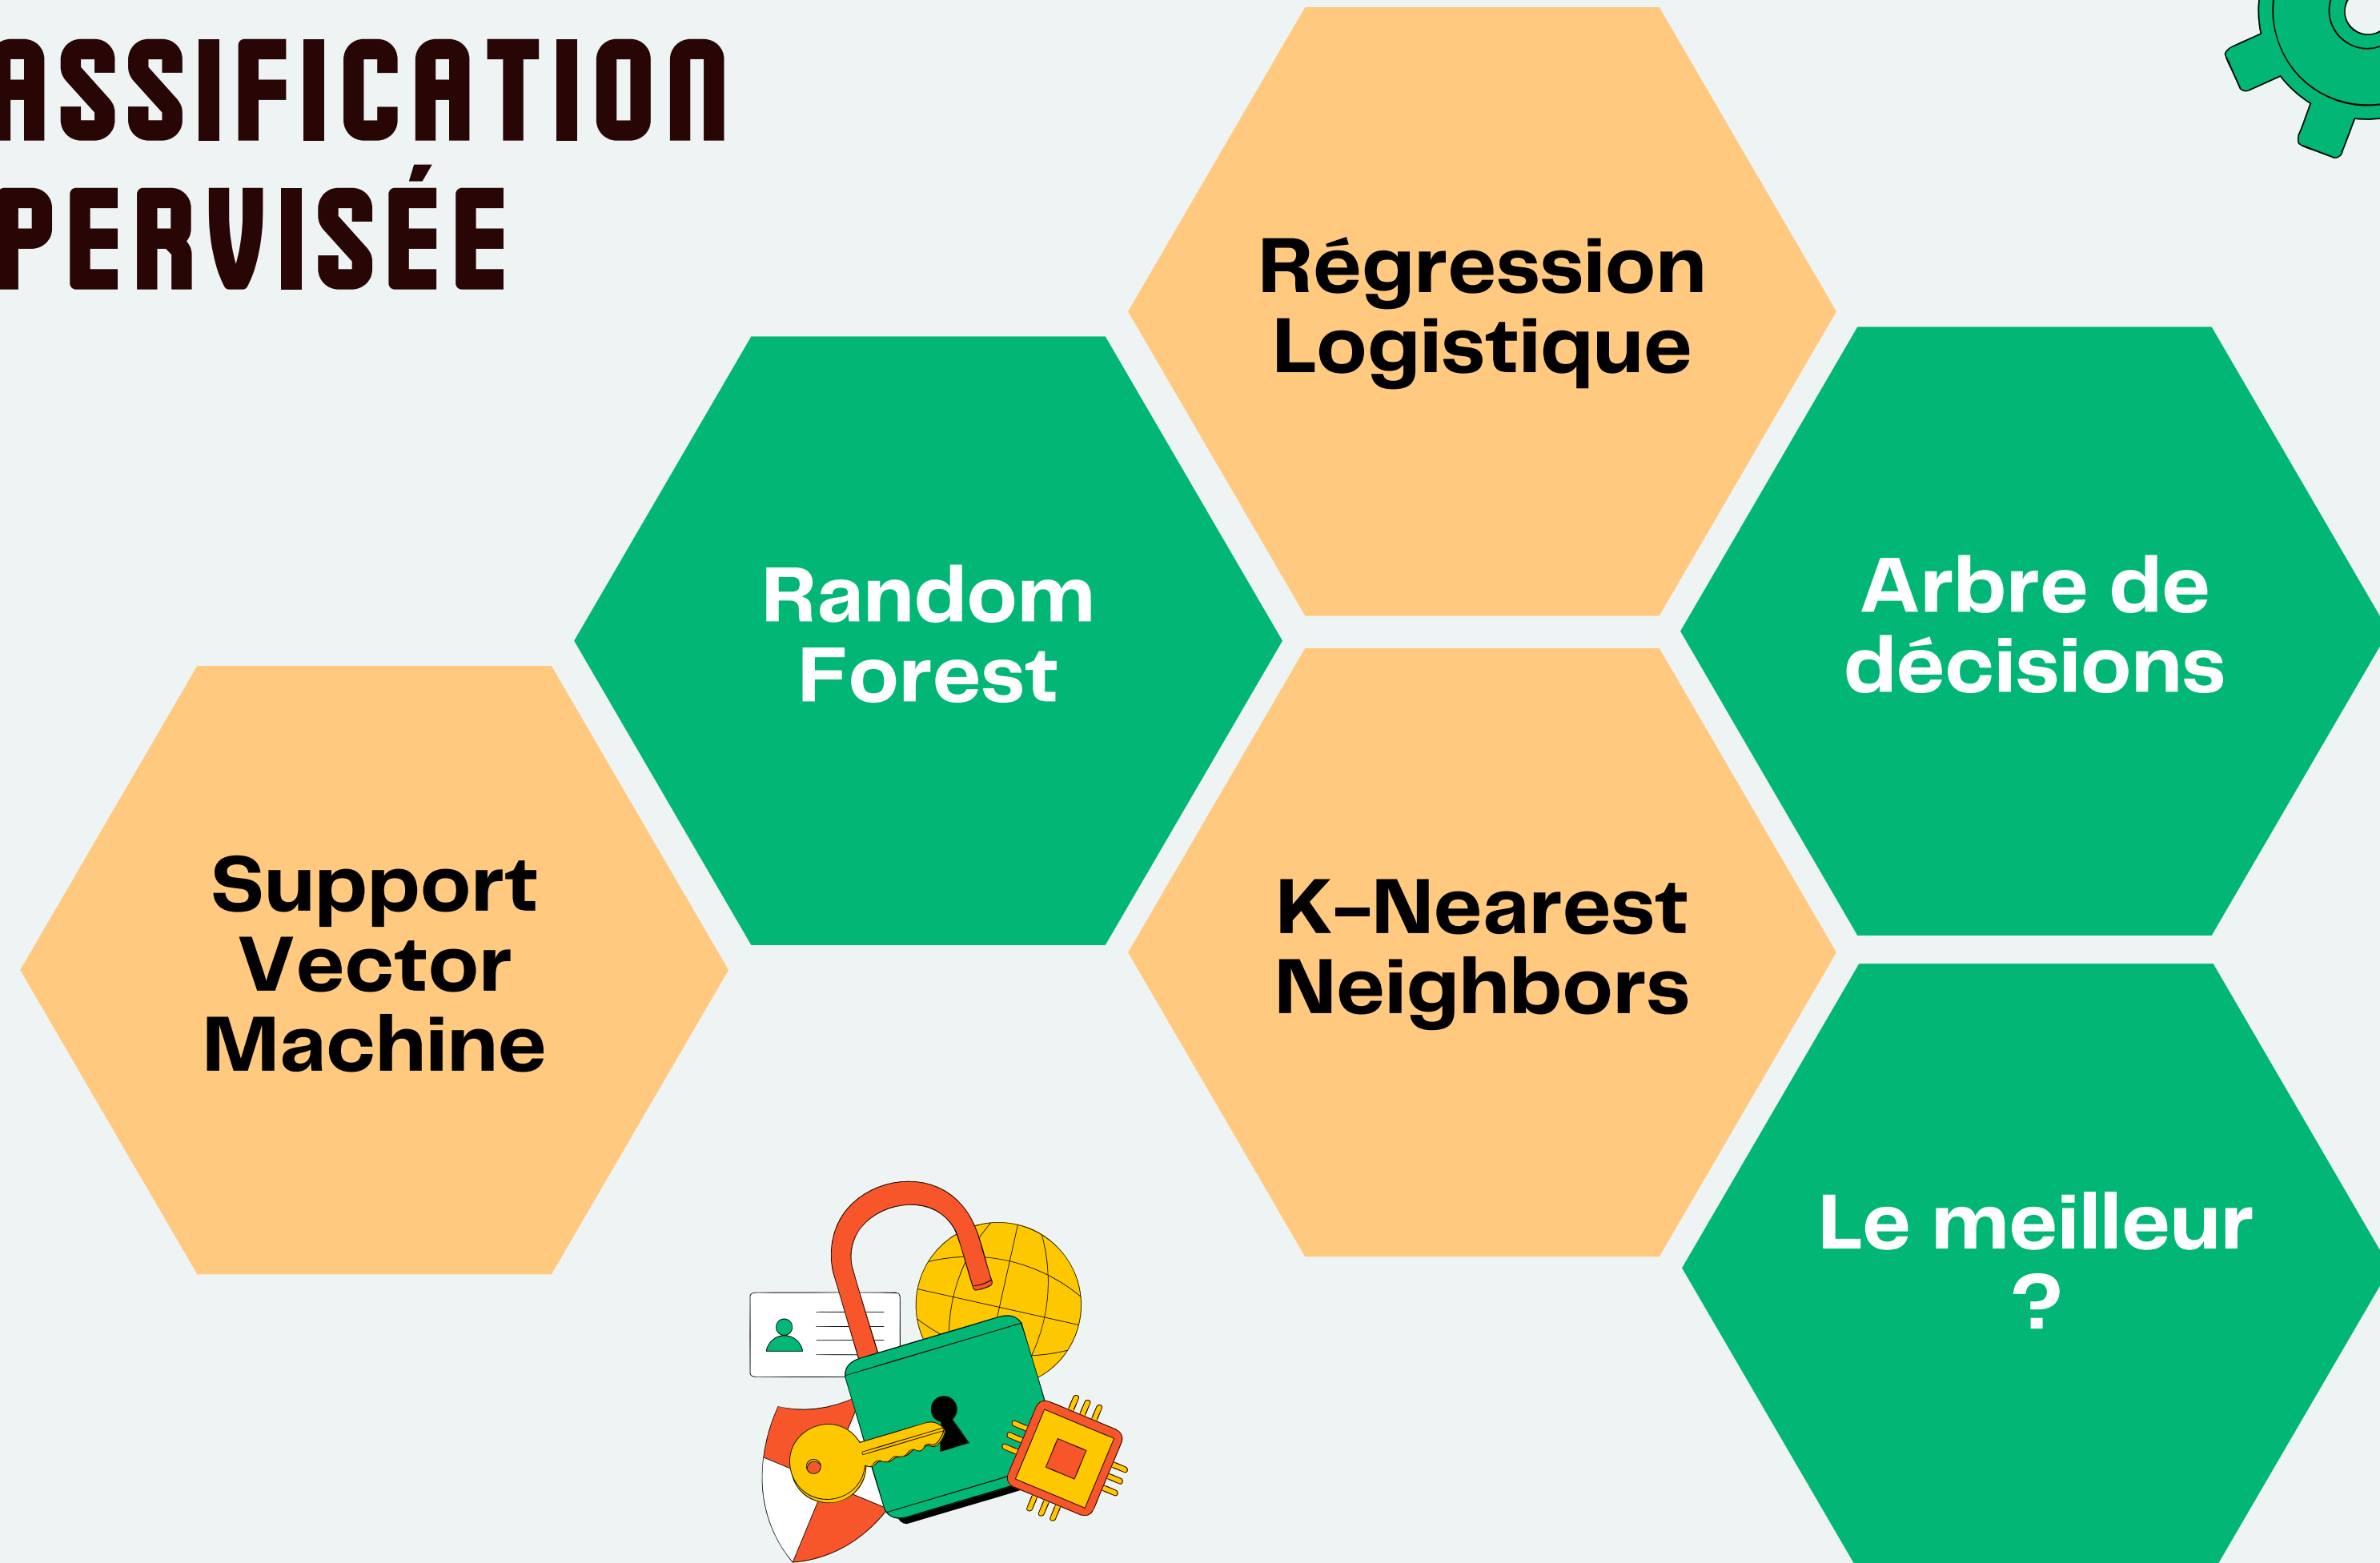 ASSIFICATION
PERVISÉE
Régression
Logistique
Random
Forest
Arbre de
décisions
Support
Vector
Machine
K-Nearest
Neighbors
Le meilleur
?